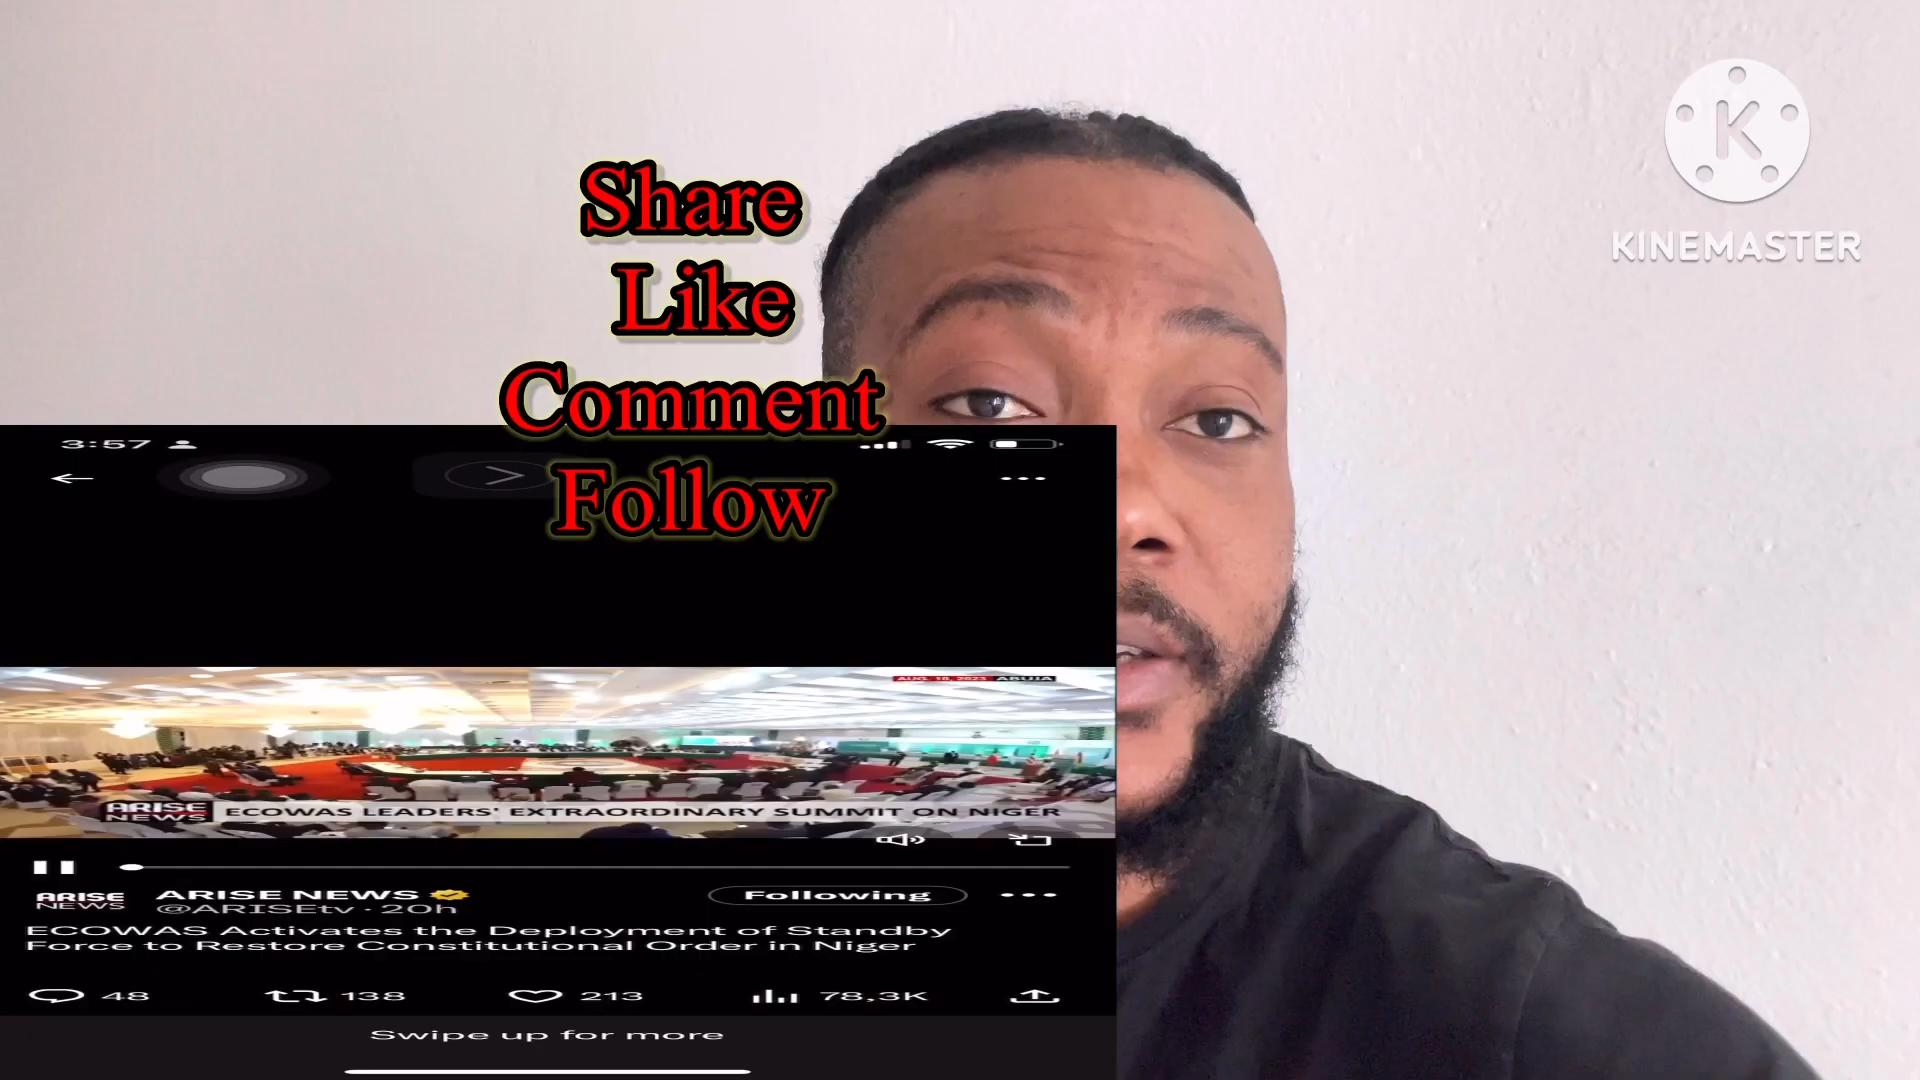 Share
Like
Comment
Follow
K
KINEMASTER
3:57
AUG. 10, 2023 ABUJA
ARISE NEWS ECOWAS LEADERS' EXTRAORDINARY SUMMIT ON NIGER
ARISE NEWS
ARISE NEWS
Following
@ARISEtv · 20h
ECOWAS Activates the Deployment of Standby
Force to Restore Constitutional Order in Niger
48 138 213 78,3K
Swipe up for more